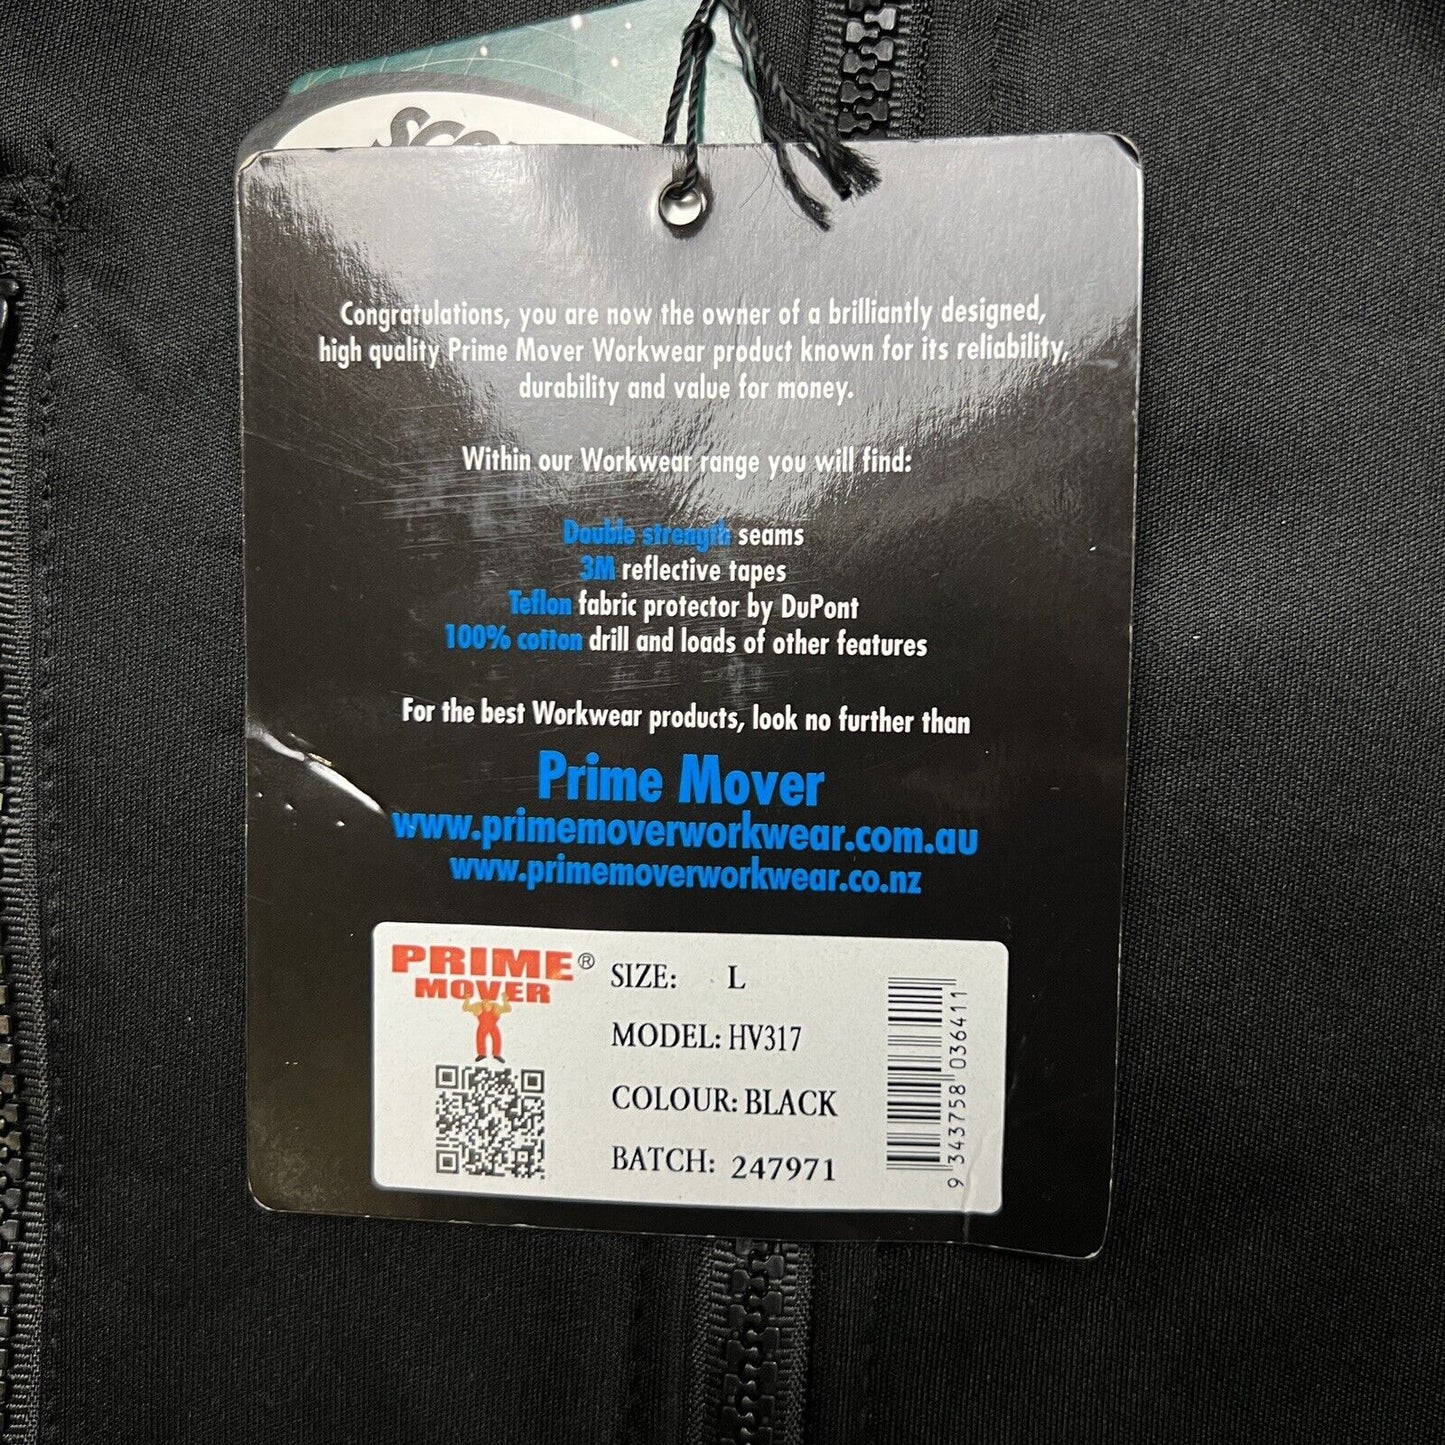 Congratulations, you are now the owner of a brilliantly designed,
high quality Prime Mover Workwear product known for its reliability,
durability and value for money.
Within our Workwear range you will find:
Double strength seams
3M reflective tapes
Teflon fabric protector by DuPont
100% cotton drill and loads of other features
For the best Workwear products, look no further than
Prime Mover
www.primemoverworkwear.com.au
www.primemoverworkwear.co.nz
PRIME ®
MOVER
SIZE: L
MODEL: HV317
COLOUR: BLACK
BATCH: 247971
9 343758 036411